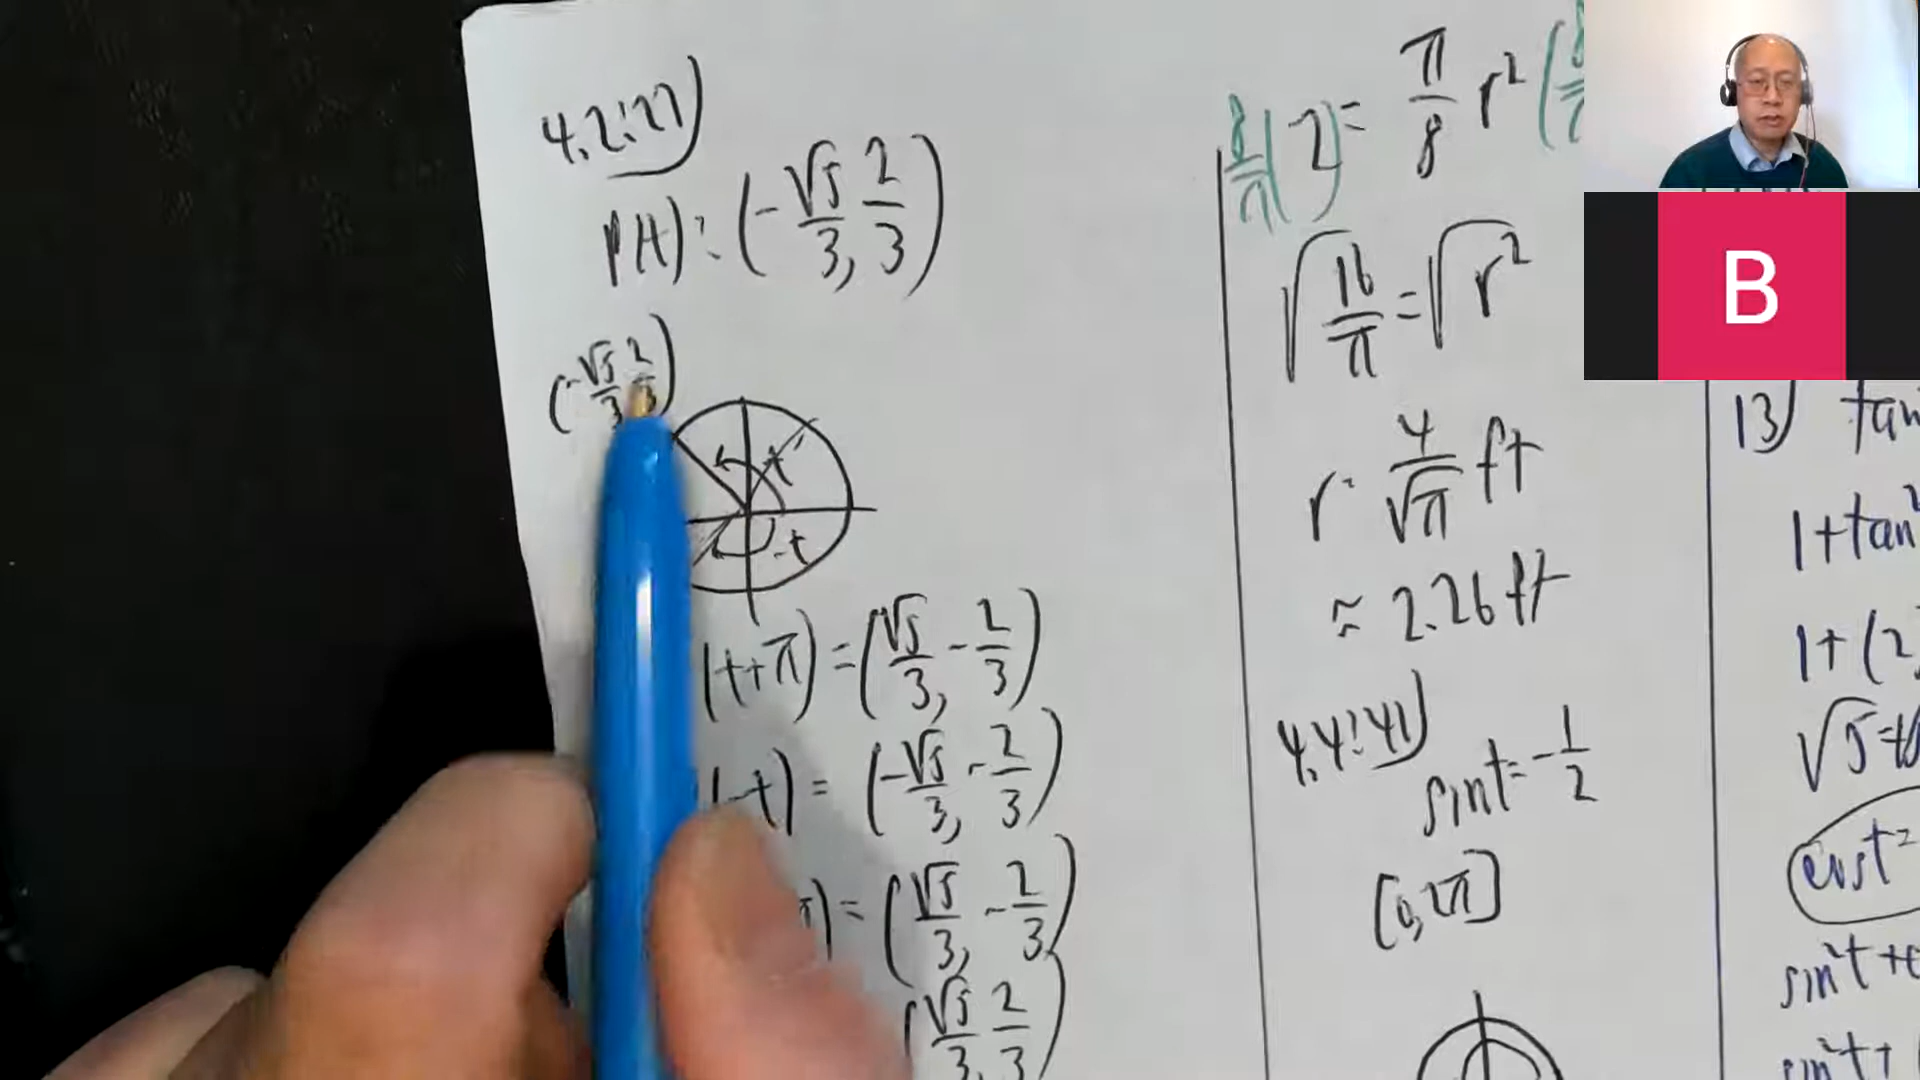 4.2:27)
P(t) = (-√5/3, 2/3)
(-√5/3 2/3)
t
-t
(t+π) = (√5/3, -2/3)
(-t) = (-√5/3, -2/3)
π) = (√5/3, -2/3)
(√5/3, 2/3)
8/π(2) = π/8 r² (8/π
√16/π = √r²
r = 4/√π ft
≈ 2.26 ft
4.4:41)
sin t = -1/2
[0, 2π]
13) tan
1+tan²
1+(2
√5 =
cost =
sin²t +
sin²t +
B